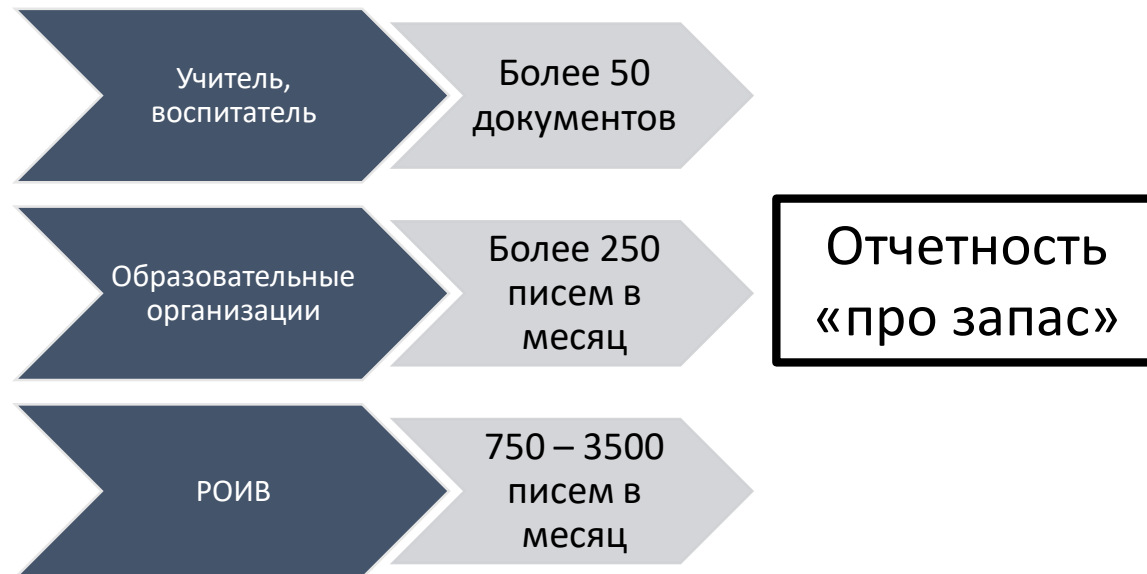 Учитель,
воспитатель
Более 50
документов
Образовательные
организации
Более 250
писем в
месяц
РОИВ
750 – 3500
писем в
месяц
Отчетность
«про запас»